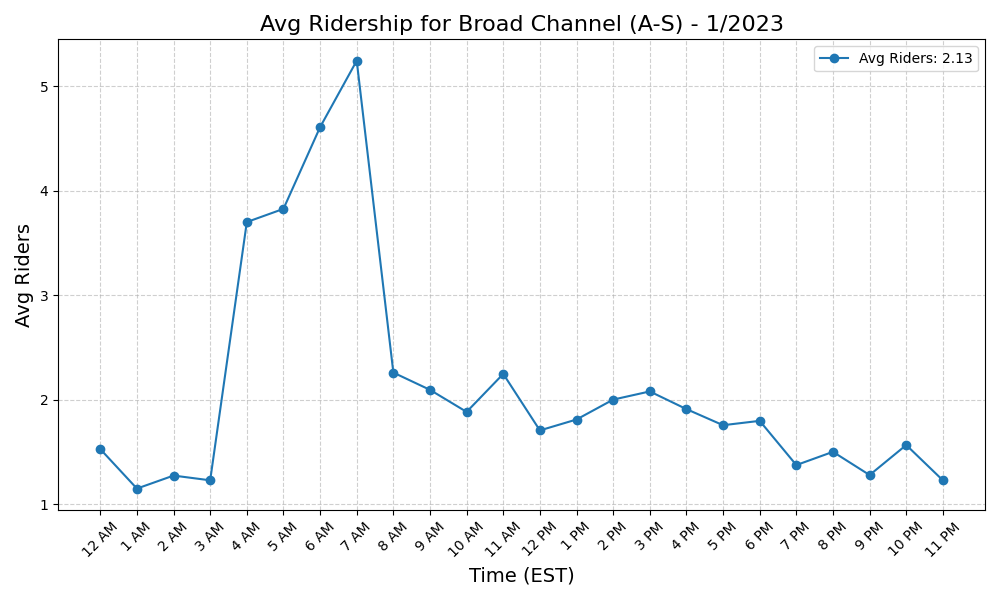 Avg Ridership for Broad Channel (A-S) - 1/2023
Avg Riders: 2.13
Avg Riders
5
4
3
2
1
12 AM
1 AM
2 AM
3 AM
4 AM
5 AM
6 AM
7 AM
8 AM
9 AM
10 AM
11 AM
12 PM
1 PM
2 PM
3 PM
4 PM
5 PM
6 PM
7 PM
8 PM
9 PM
10 PM
11 PM
Time (EST)